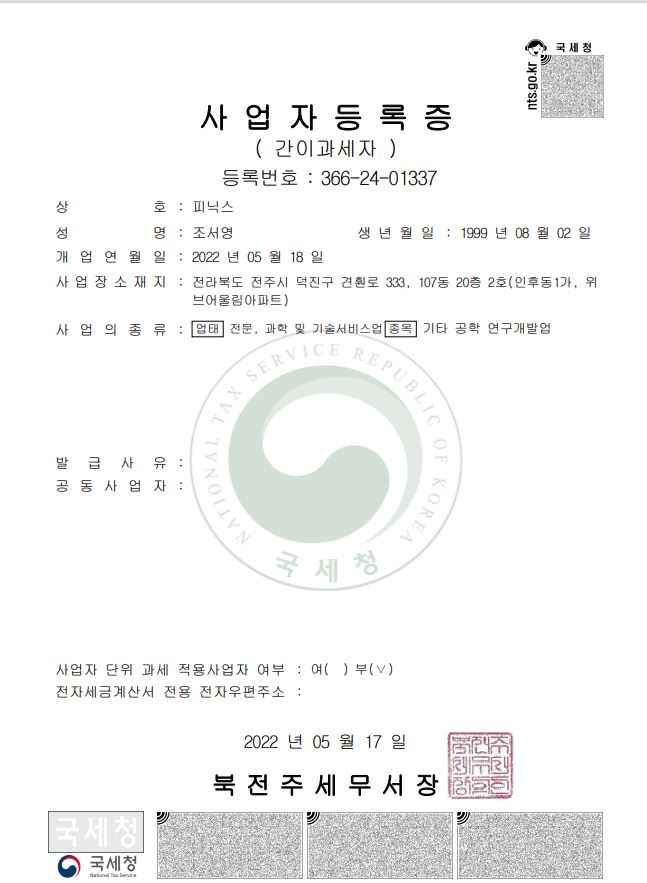 국세청
nts.go.kr
사업자등록증
( 간이과세자 )
등록번호 : 366-24-01337
상 호 : 피닉스
성 명 : 조서영 생 년 월 일 : 1999 년 08 월 02 일
개 업 연 월 일 : 2022 년 05 월 18 일
사 업 장 소 재 지 : 전라북도 전주시 덕진구 견훤로 333, 107동 20층 2호(인후동1가, 위
브어울림아파트)
사 업 의 종 류 : 업태 전문, 과학 및 기술서비스업 종목 기타 공학 연구개발업
NATIONAL TAX SERVICE REPUBLIC OF KOREA
발 급 사 유 :
공 동 사 업 자 :
국세청
사업자 단위 과세 적용사업자 여부 : 여( ) 부(∨)
전자세금계산서 전용 전자우편주소 :
2022 년 05 월 17 일
북전주세무서장
국세청
국세청
National Tax Service